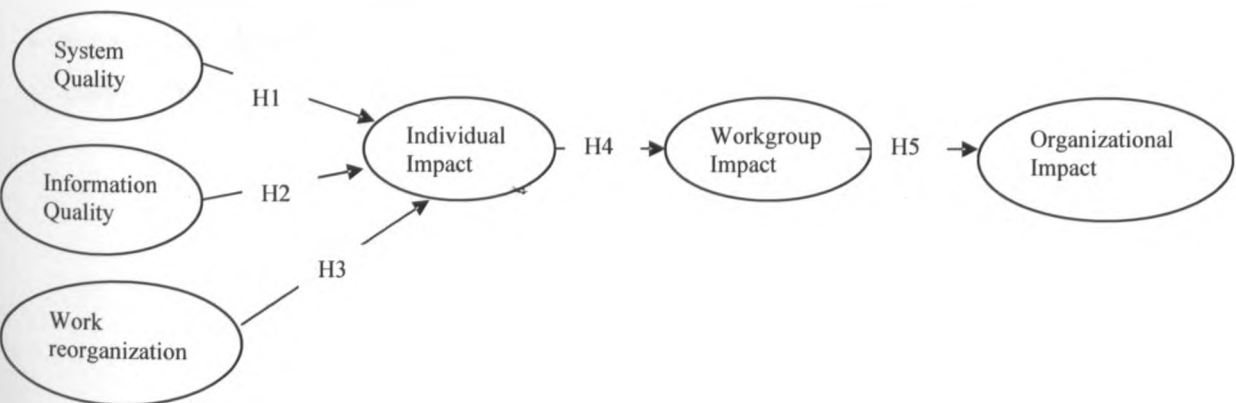 System
Quality
H1
Information
Quality
H2
Work
reorganization
H3
Individual
Impact
H4
Workgroup
Impact
H5
Organizational
Impact